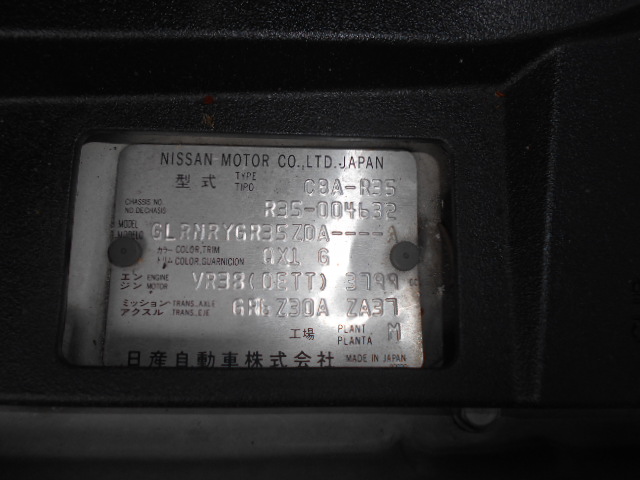 NISSAN MOTOR CO.,LTD.JAPAN
型式 TYPE TIPO CBA-R35
CHASSIS NO NO.DECHASIS R35-004632
MODEL MODELO GLRNRYGR35ZDA----A
カラートリム COLOR,TRIM COLOR,GUARNICION QX1 G
エンジン ENGINE MOTOR VR38(DETT) 3799 cc
ミッション アクスル TRANS.,AXLE TRANS.,EJE GR6Z30A ZA37
工場 PLANT. PLANTA M
日産自動車株式会社 MADE IN JAPAN